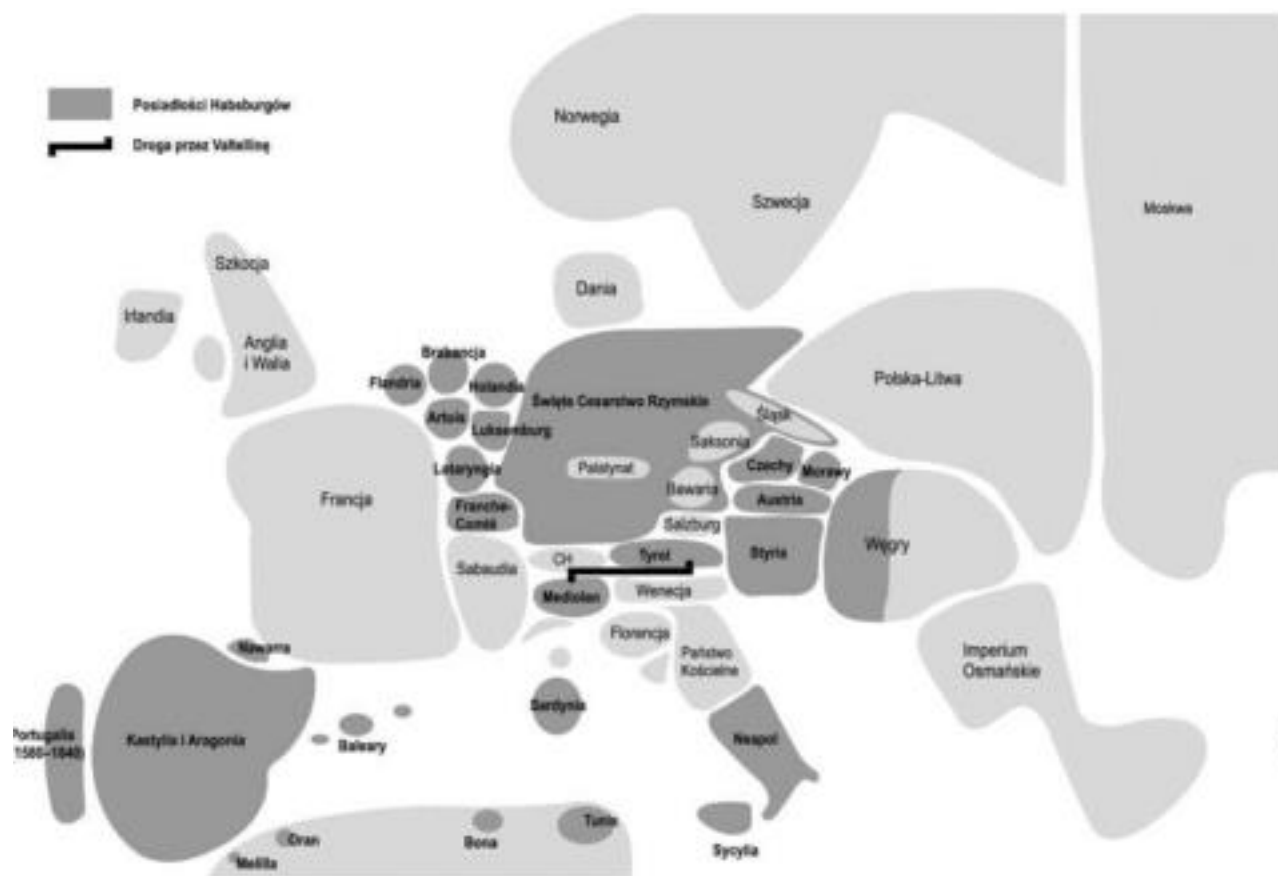 Posiadłości Habsburgów
Droga przez Valtellinę
Norwegia
Szwecja
Moskwa
Szkocja
Irlandia
Anglia
i Walia
Dania
Brabancja
Flandria
Holandia
Artois
Luksemburg
Święte Cesarstwo Rzymskie
Polska-Litwa
Śląsk
Saksonia
Lotaryngia
Palatynat
Czechy
Morawy
Bawaria
Austria
Francja
Franche-
Comté
Salzburg
Styria
Węgry
Sabaudia
CH
Tyrol
Mediolan
Wenecja
Florencja
Państwo
Kościelne
Imperium
Osmańskie
Nawarra
Sardynia
Portugalia
1580–1640)
Kastylia i Aragonia
Baleary
Neapol
Oran
Bona
Tunis
Melilla
Sycylia